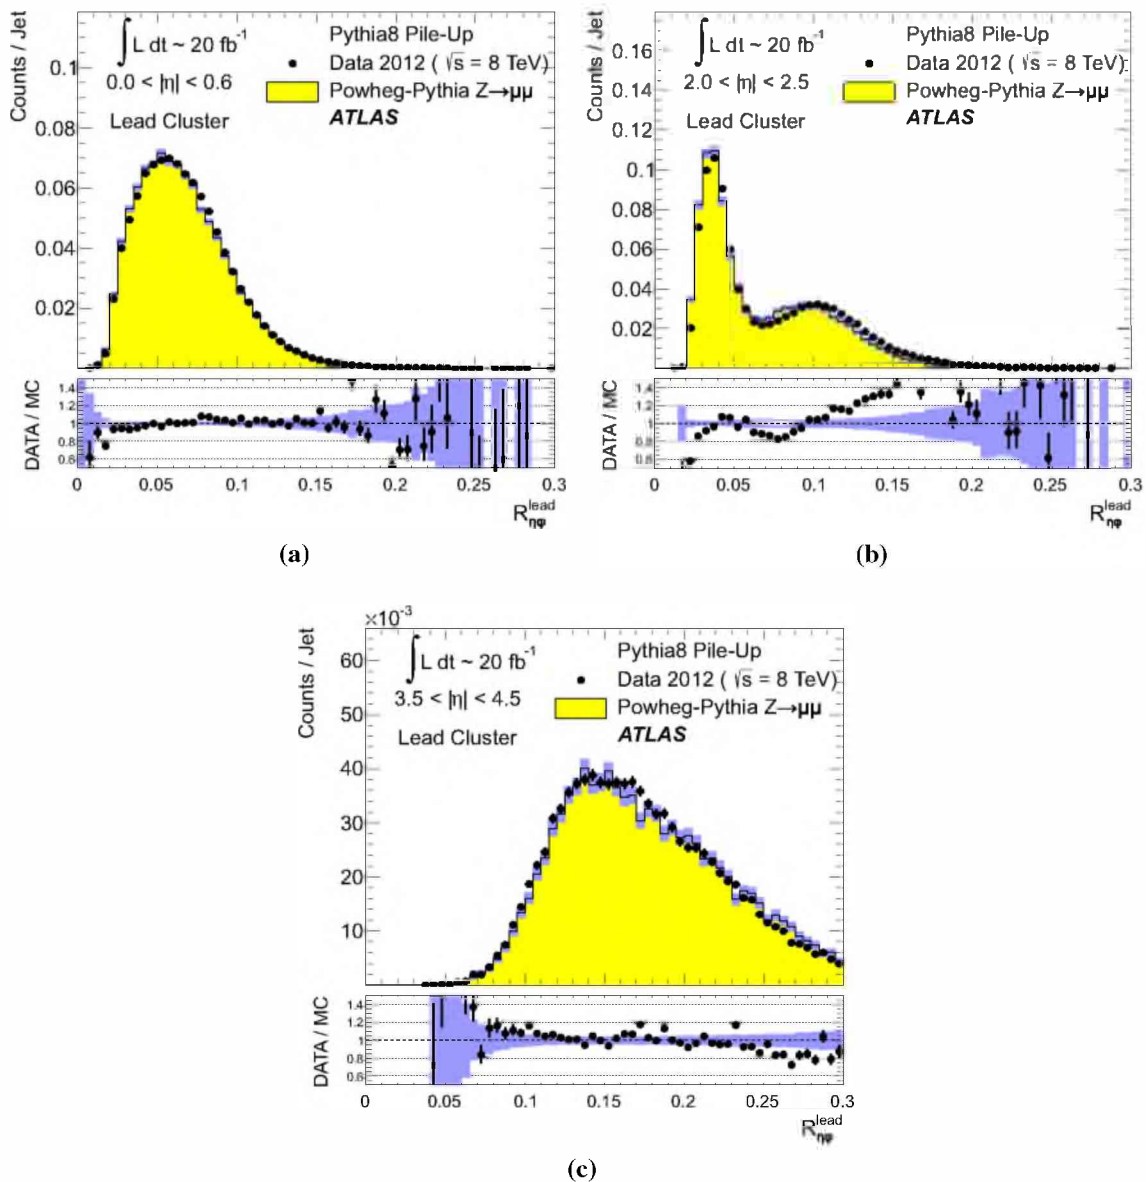 Counts / Jet
∫ L dt ~ 20 fb⁻¹
0.0 < |η| < 0.6
Lead Cluster
Pythia8 Pile-Up
Data 2012 ( √s = 8 TeV)
Powheg-Pythia Z→μμ
ATLAS
0.1
0.08
0.06
0.04
0.02
DATA / MC
1.4
1.2
1
0.8
0.6
0 0.05 0.1 0.15 0.2 0.25 0.3
R^lead_ηφ
(a)
Counts / Jet
∫ L dt ~ 20 fb⁻¹
2.0 < |η| < 2.5
Lead Cluster
Pythia8 Pile-Up
Data 2012 ( √s = 8 TeV)
Powheg-Pythia Z→μμ
ATLAS
0.16
0.14
0.12
0.1
0.08
0.06
0.04
0.02
DATA / MC
1.4
1.2
1
0.8
0.6
0 0.05 0.1 0.15 0.2 0.25 0.3
R^lead_ηφ
(b)
×10⁻³
Counts / Jet
∫ L dt ~ 20 fb⁻¹
3.5 < |η| < 4.5
Lead Cluster
Pythia8 Pile-Up
Data 2012 ( √s = 8 TeV)
Powheg-Pythia Z→μμ
ATLAS
60
50
40
30
20
10
DATA / MC
1.4
1.2
1
0.8
0.6
0 0.05 0.1 0.15 0.2 0.25 0.3
R^lead_ηφ
(c)